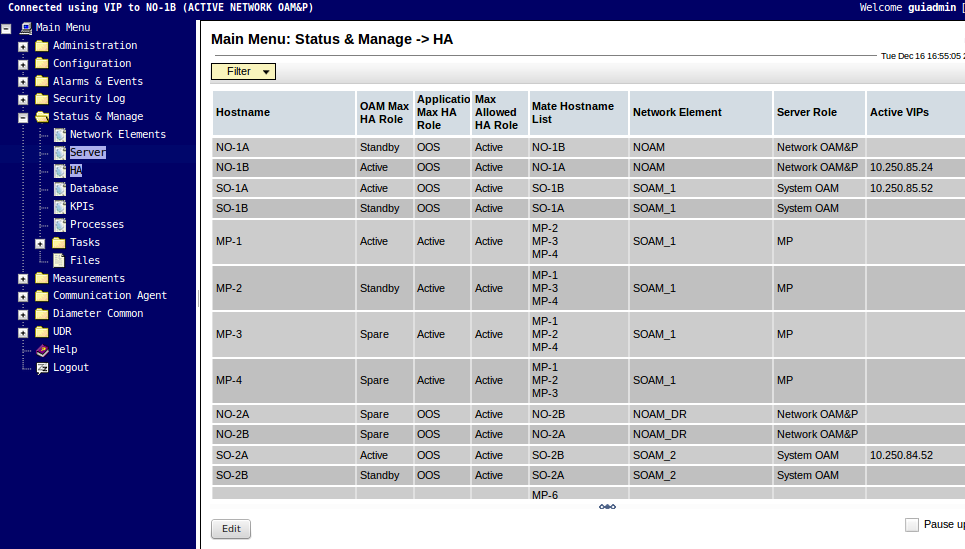 Connected using VIP to NO-1B (ACTIVE NETWORK OAM&P)
Welcome guiadmin [
Main Menu
Administration
Configuration
Alarms & Events
Security Log
Status & Manage
Network Elements
Server
HA
Database
KPIs
Processes
Tasks
Files
Measurements
Communication Agent
Diameter Common
UDR
Help
Logout
Main Menu: Status & Manage -> HA
Tue Dec 16 16:55:05 2
Filter
Hostname OAM Max HA Role Applicatio Max HA Role Max Allowed HA Role Mate Hostname List Network Element Server Role Active VIPs
NO-1A Standby OOS Active NO-1B NOAM Network OAM&P
NO-1B Active OOS Active NO-1A NOAM Network OAM&P 10.250.85.24
SO-1A Active OOS Active SO-1B SOAM_1 System OAM 10.250.85.52
SO-1B Standby OOS Active SO-1A SOAM_1 System OAM
MP-1 Active Active Active MP-2 MP-3 MP-4 SOAM_1 MP
MP-2 Standby Active Active MP-1 MP-3 MP-4 SOAM_1 MP
MP-3 Spare Active Active MP-1 MP-2 MP-4 SOAM_1 MP
MP-4 Spare Active Active MP-1 MP-2 MP-3 SOAM_1 MP
NO-2A Spare OOS Active NO-2B NOAM_DR Network OAM&P
NO-2B Spare OOS Active NO-2A NOAM_DR Network OAM&P
SO-2A Active OOS Active SO-2B SOAM_2 System OAM 10.250.84.52
SO-2B Standby OOS Active SO-2A SOAM_2 System OAM
MP-6
Edit
Pause up